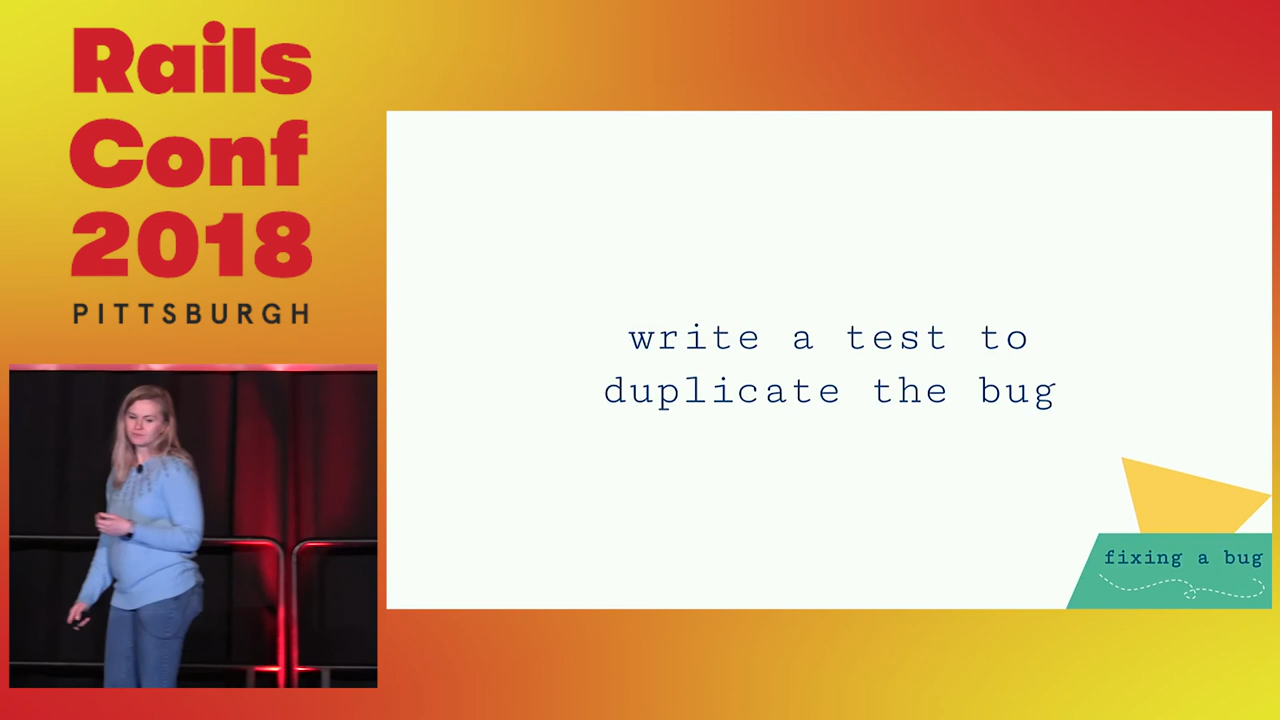 Rails
Conf
2018
PITTSBURGH
write a test to
duplicate the bug
fixing a bug